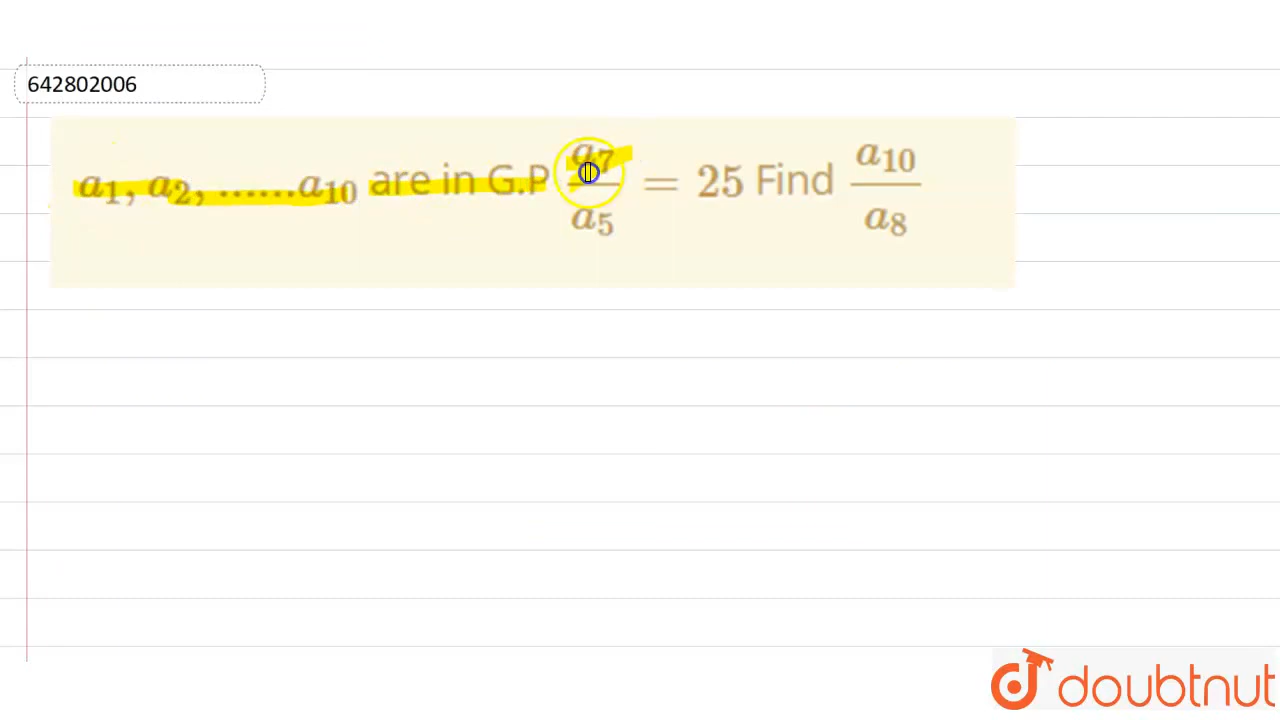 642802006
a₁, a₂, ......a₁₀ are in G.P a₇/a₅ = 25 Find a₁₀/a₈
doubtnut